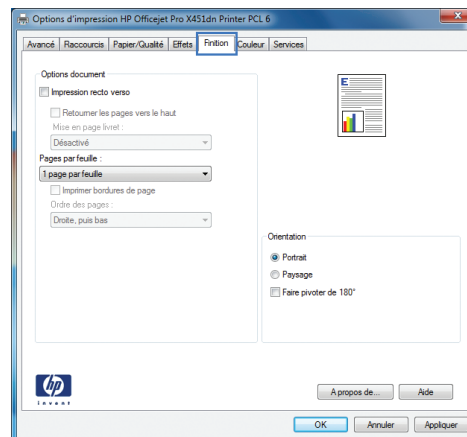 Options d'impression HP Officejet Pro X451dn Printer PCL 6
Avancé Raccourcis Papier/Qualité Effets Finition Couleur Services
Options document
Impression recto verso
Retourner les pages vers le haut
Mise en page livret :
Désactivé
Pages par feuille :
1 page par feuille
Imprimer bordures de page
Ordre des pages :
Droite, puis bas
E
Orientation
Portrait
Paysage
Faire pivoter de 180°
hp
invent
A propos de... Aide
OK Annuler Appliquer